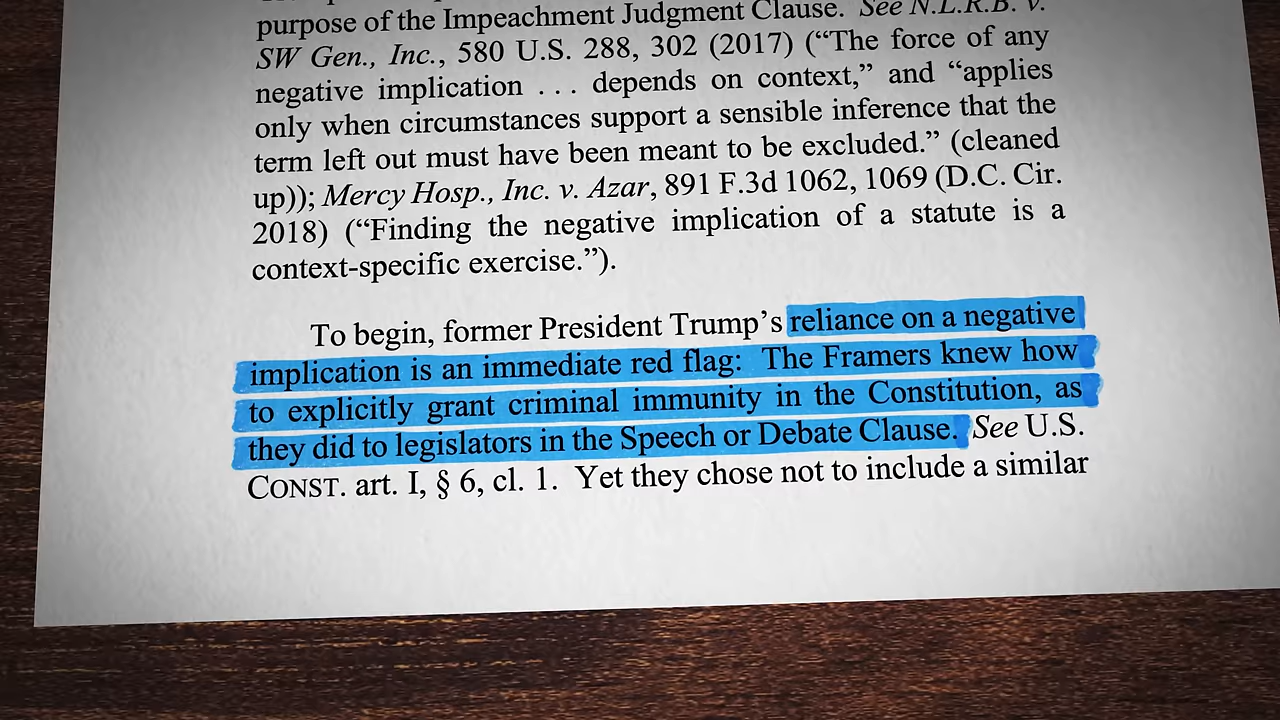 purpose of the Impeachment Judgment Clause. See N.L.R.B. v.
SW Gen., Inc., 580 U.S. 288, 302 (2017) (“The force of any
negative implication . . . depends on context,” and “applies
only when circumstances support a sensible inference that the
term left out must have been meant to be excluded.” (cleaned
up)); Mercy Hosp., Inc. v. Azar, 891 F.3d 1062, 1069 (D.C. Cir.
2018) (“Finding the negative implication of a statute is a
context-specific exercise.”).
To begin, former President Trump’s reliance on a negative
implication is an immediate red flag: The Framers knew how
to explicitly grant criminal immunity in the Constitution, as
they did to legislators in the Speech or Debate Clause. See U.S.
CONST. art. I, § 6, cl. 1. Yet they chose not to include a similar